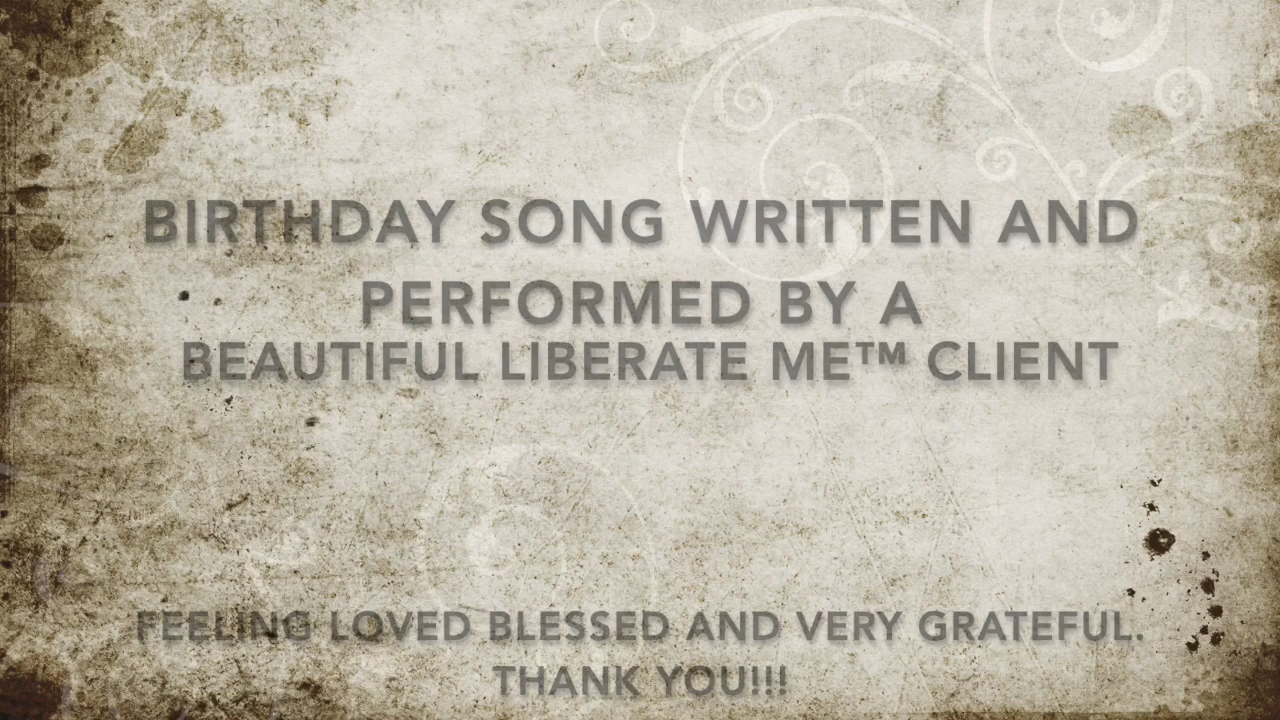 BIRTHDAY SONG WRITTEN AND
PERFORMED BY A
BEAUTIFUL LIBERATE ME™ CLIENT
FEELING LOVED BLESSED AND VERY GRATEFUL.
THANK YOU!!!